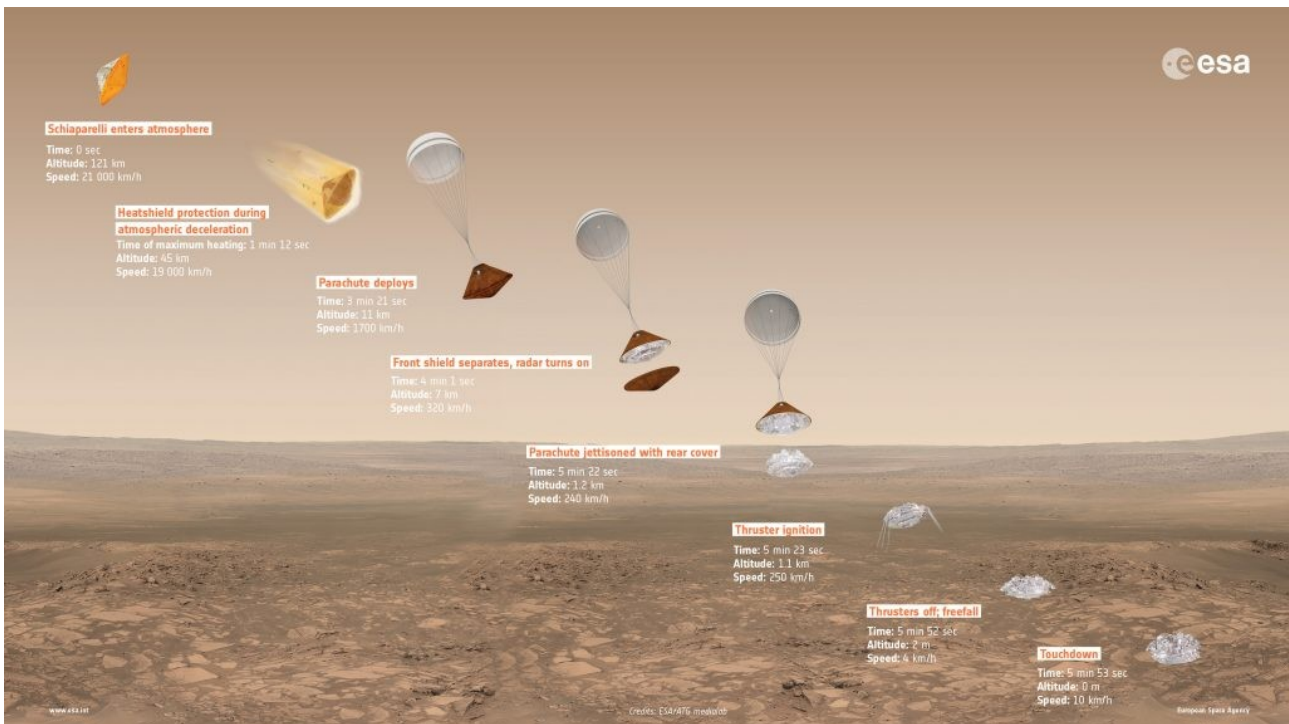 esa
Schiaparelli enters atmosphere
Time: 0 sec
Altitude: 121 km
Speed: 21 000 km/h
Heatshield protection during
atmospheric deceleration
Time of maximum heating: 1 min 12 sec
Altitude: 45 km
Speed: 19 000 km/h
Parachute deploys
Time: 3 min 21 sec
Altitude: 11 km
Speed: 1700 km/h
Front shield separates, radar turns on
Time: 4 min 1 sec
Altitude: 7 km
Speed: 320 km/h
Parachute jettisoned with rear cover
Time: 5 min 22 sec
Altitude: 1.2 km
Speed: 240 km/h
Thruster ignition
Time: 5 min 23 sec
Altitude: 1.1 km
Speed: 250 km/h
Thrusters off; freefall
Time: 5 min 52 sec
Altitude: 2 m
Speed: 4 km/h
Touchdown
Time: 5 min 53 sec
Altitude: 0 m
Speed: 10 km/h
www.esa.int
Credits: ESA/ATG medialab
European Space Agency